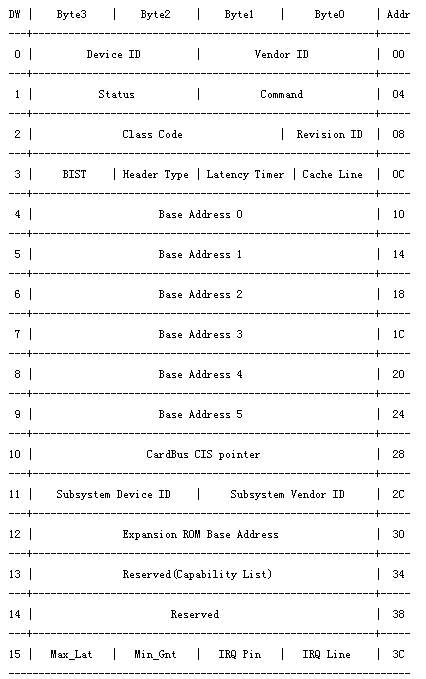 DW | Byte3 | Byte2 | Byte1 | Byte0 | Addr
---+---------------------------------------------------------+----
0 | Device ID | Vendor ID | 00
---+---------------------------------------------------------+----
1 | Status | Command | 04
---+---------------------------------------------------------+----
2 | Class Code | Revision ID | 08
---+---------------------------------------------------------+----
3 | BIST | Header Type | Latency Timer | Cache Line | 0C
---+---------------------------------------------------------+----
4 | Base Address 0 | 10
---+---------------------------------------------------------+----
5 | Base Address 1 | 14
---+---------------------------------------------------------+----
6 | Base Address 2 | 18
---+---------------------------------------------------------+----
7 | Base Address 3 | 1C
---+---------------------------------------------------------+----
8 | Base Address 4 | 20
---+---------------------------------------------------------+----
9 | Base Address 5 | 24
---+---------------------------------------------------------+----
10 | CardBus CIS pointer | 28
---+---------------------------------------------------------+----
11 | Subsystem Device ID | Subsystem Vendor ID | 2C
---+---------------------------------------------------------+----
12 | Expansion ROM Base Address | 30
---+---------------------------------------------------------+----
13 | Reserved(Capability List) | 34
---+---------------------------------------------------------+----
14 | Reserved | 38
---+---------------------------------------------------------+----
15 | Max_Lat | Min_Gnt | IRQ Pin | IRQ Line | 3C
------------------------------------------------------------------